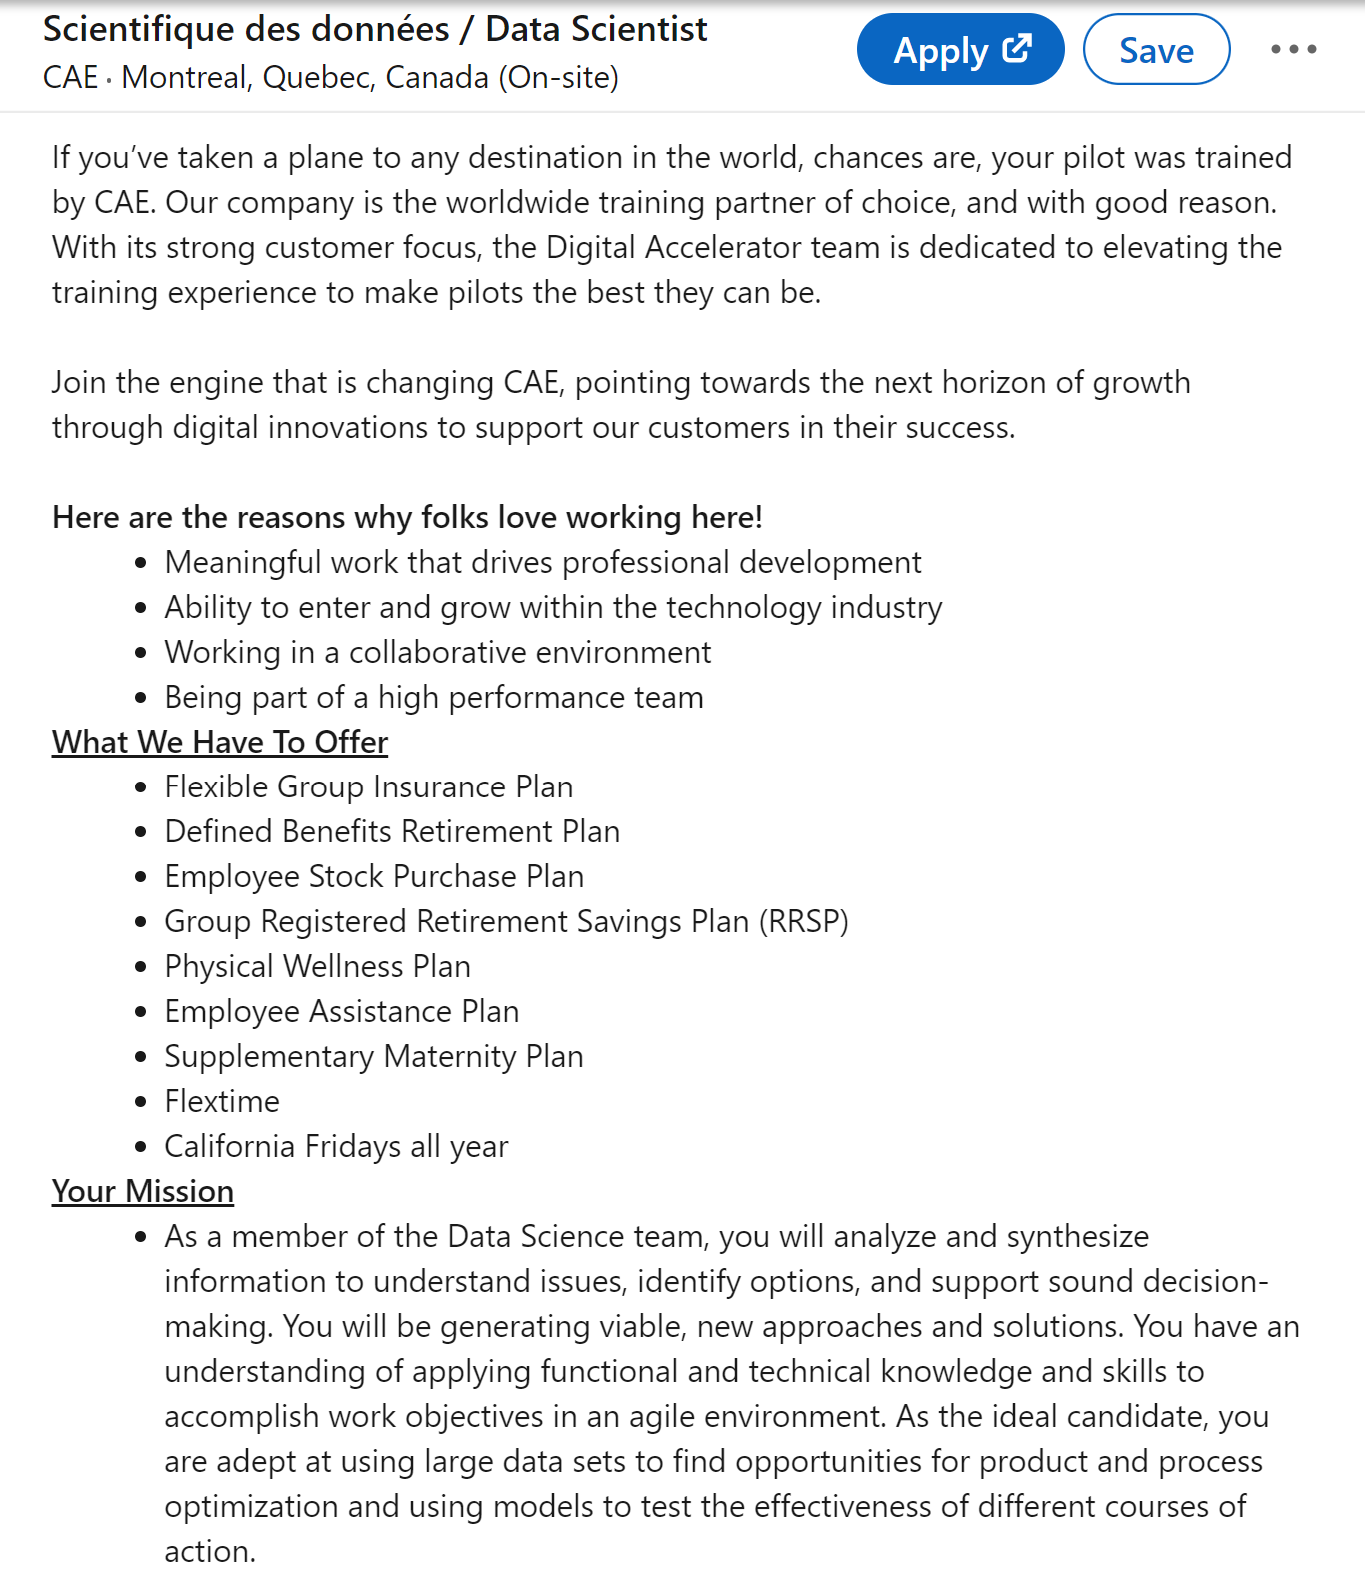 Scientifique des données / Data Scientist
CAE · Montreal, Quebec, Canada (On-site)
Apply
Save
If you’ve taken a plane to any destination in the world, chances are, your pilot was trained
by CAE. Our company is the worldwide training partner of choice, and with good reason.
With its strong customer focus, the Digital Accelerator team is dedicated to elevating the
training experience to make pilots the best they can be.
Join the engine that is changing CAE, pointing towards the next horizon of growth
through digital innovations to support our customers in their success.
Here are the reasons why folks love working here!
• Meaningful work that drives professional development
• Ability to enter and grow within the technology industry
• Working in a collaborative environment
• Being part of a high performance team
What We Have To Offer
• Flexible Group Insurance Plan
• Defined Benefits Retirement Plan
• Employee Stock Purchase Plan
• Group Registered Retirement Savings Plan (RRSP)
• Physical Wellness Plan
• Employee Assistance Plan
• Supplementary Maternity Plan
• Flextime
• California Fridays all year
Your Mission
• As a member of the Data Science team, you will analyze and synthesize
information to understand issues, identify options, and support sound decision-
making. You will be generating viable, new approaches and solutions. You have an
understanding of applying functional and technical knowledge and skills to
accomplish work objectives in an agile environment. As the ideal candidate, you
are adept at using large data sets to find opportunities for product and process
optimization and using models to test the effectiveness of different courses of
action.